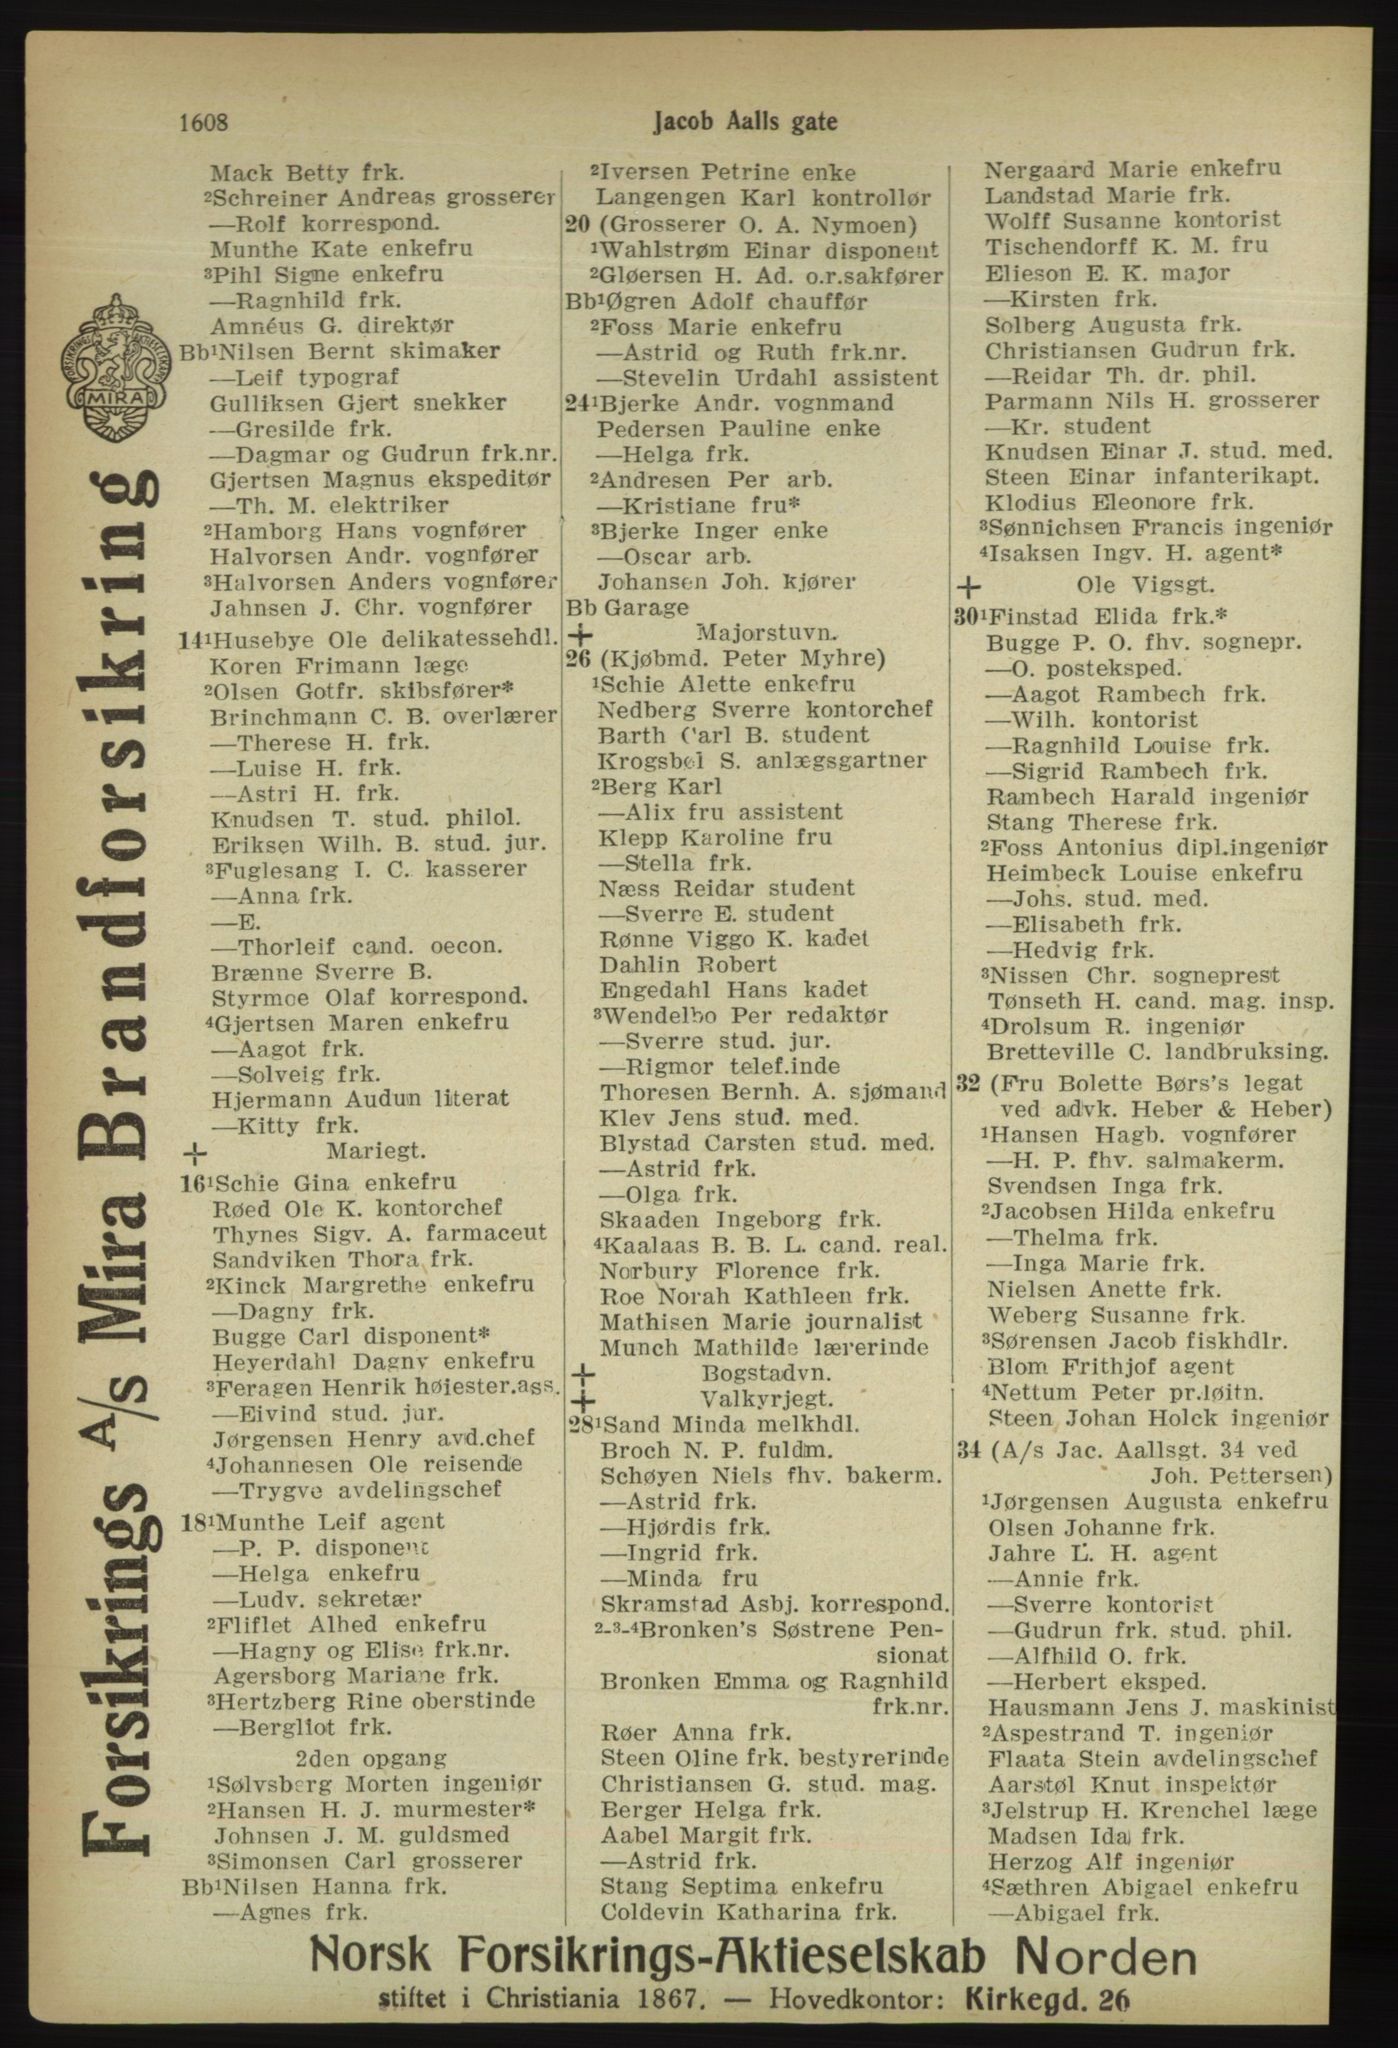 1608
Jacob Aalls gate
Mack Betty frk.
²Schreiner Andreas grosserer
—Rolf korrespond.
Munthe Kate enkefru
³Pihl Signe enkefru
—Ragnhild frk.
Amnéus G. direktør
Bb¹Nilsen Bernt skimaker
—Leif typograf
Gulliksen Gjert snekker
—Gresilde frk.
—Dagmar og Gudrun frk.nr.
Gjertsen Magnus ekspeditør
—Th. M. elektriker
²Hamborg Hans vognfører
Halvorsen Andr. vognfører
³Halvorsen Anders vognfører
Jahnsen J. Chr. vognfører
14¹Husebye Ole delikatessehdl.
Koren Frimann læge
²Olsen Gotfr. skibsfører*
Brinchmann C. B. overlærer
—Therese H. frk.
—Luise H. frk.
—Astri H. frk.
Knudsen T. stud. philol.
Eriksen Wilh. B. stud. jur.
³Fuglesang I. C. kasserer
—Anna frk.
—E.
—Thorleif cand. oecon.
Brænne Sverre B.
Styrmoe Olaf korrespond.
⁴Gjertsen Maren enkefru
—Aagot frk.
—Solveig frk.
Hjermann Audun literat
—Kitty frk.
+ Mariegt.
16¹Schie Gina enkefru
Røed Ole K. kontorchef
Thynes Sigv. A. farmaceut
Sandviken Thora frk.
²Kinck Margrethe enkefru
—Dagny frk.
Bugge Carl disponent*
Heyerdahl Dagny enkefru
³Feragen Henrik høiester.ass.
—Eivind stud. jur.
Jørgensen Henry avd.chef
⁴Johannesen Ole reisende
—Trygve avdelingschef
18¹Munthe Leif agent
—P. P. disponent
—Helga enkefru
—Ludv. sekretær
²Fliflet Alhed enkefru
—Hagny og Elise frk.nr.
Agersborg Mariane frk.
³Hertzberg Rine oberstinde
—Bergliot frk.
2den opgang
¹Sølvsberg Morten ingeniør
²Hansen H. J. murmester*
Johnsen J. M. guldsmed
³Simonsen Carl grosserer
Bb¹Nilsen Hanna frk.
—Agnes frk.
²Iversen Petrine enke
Langengen Karl kontrollør
20 (Grosserer O. A. Nymoen)
¹Wahlstrøm Einar disponent
²Gløersen H. Ad. o.r.sakfører
Bb¹Øgren Adolf chauffør
²Foss Marie enkefru
—Astrid og Ruth frk.nr.
—Stevelin Urdahl assistent
24¹Bjerke Andr. vognmand
Pedersen Pauline enke
—Helga frk.
²Andresen Per arb.
—Kristiane fru*
³Bjerke Inger enke
—Oscar arb.
Johansen Joh. kjører
Bb Garage
+ Majorstuvn.
26 (Kjøbmd. Peter Myhre)
¹Schie Alette enkefru
Nedberg Sverre kontorchef
Barth Carl B. student
Krogsbøl S. anlægsgartner
²Berg Karl
—Alix fru assistent
Klepp Karoline fru
—Stella frk.
Næss Reidar student
—Sverre E. student
Rønne Viggo K. kadet
Dahlin Robert
Engedahl Hans kadet
³Wendelbo Per redaktør
—Sverre stud. jur.
—Rigmor telef.inde
Thoresen Bernh. A. sjømand
Klev Jens stud. med.
Blystad Carsten stud. med.
—Astrid frk.
—Olga frk.
Skaaden Ingeborg frk.
⁴Kaalaas B. B. L. cand. real.
Norbury Florence frk.
Roe Norah Kathleen frk.
Mathisen Marie journalist
Munch Mathilde lærerinde
+ Bogstadvn.
+ Valkyrjegt.
28¹Sand Minda melkhdl.
Broch N. P. fuldm.
Schøyen Niels fhv. bakerm.
—Astrid frk.
—Hjørdis frk.
—Ingrid frk.
—Minda fru
Skramstad Asbj. korrespond.
²-³-⁴Bronken's Søstrene Pen-
sionat
Bronken Emma og Ragnhild
frk.nr.
Røer Anna frk.
Steen Oline frk. bestyrerinde
Christiansen G. stud. mag.
Berger Helga frk.
Aabel Margit frk.
—Astrid frk.
Stang Septima enkefru
Coldevin Katharina frk.
Nergaard Marie enkefru
Landstad Marie frk.
Wolff Susanne kontorist
Tischendorff K. M. fru
Elieson E. K. major
—Kirsten frk.
Solberg Augusta frk.
Christiansen Gudrun frk.
—Reidar Th. dr. phil.
Parmann Nils H. grosserer
—Kr. student
Knudsen Einar J. stud. med.
Steen Einar infanterikapt.
Klodius Eleonore frk.
³Sønnichsen Francis ingeniør
⁴Isaksen Ingv. H. agent*
+ Ole Vigsgt.
30¹Finstad Elida frk.*
Bugge P. O. fhv. sognepr.
—O. posteksped.
—Aagot Rambech frk.
—Wilh. kontorist
—Ragnhild Louise frk.
—Sigrid Rambech frk.
Rambech Harald ingeniør
Stang Therese frk.
²Foss Antonius dipl.ingeniør
Heimbeck Louise enkefru
—Johs. stud. med.
—Elisabeth frk.
—Hedvig frk.
³Nissen Chr. sogneprest
Tønseth H. cand. mag. insp.
⁴Drolsum R. ingeniør
Bretteville C. landbruksing.
32 (Fru Bolette Børs's legat
ved advk. Heber & Heber)
¹Hansen Hagb. vognfører
—H. P. fhv. salmakerm.
Svendsen Inga frk.
²Jacobsen Hilda enkefru
—Thelma frk.
—Inga Marie frk.
Nielsen Anette frk.
Weberg Susanne frk.
³Sørensen Jacob fiskhdlr.
Blom Frithjof agent
⁴Nettum Peter pr.løitn.
Steen Johan Holck ingeniør
34 (A/s Jac. Aallsgt. 34 ved
Joh. Pettersen)
¹Jørgensen Augusta enkefru
Olsen Johanne frk.
Jahre L. H. agent
—Annie frk.
—Sverre kontorist
—Gudrun frk. stud. phil.
—Alfhild O. frk.
—Herbert eksped.
Hausmann Jens J. maskinist
²Aspestrand T. ingeniør
Flaata Stein avdelingschef
Aarstøl Knut inspektør
³Jelstrup H. Krenchel læge
Madsen Ida frk.
Herzog Alf ingeniør
⁴Sæthren Abigael enkefru
—Abigael frk.
Forsikrings A/S Mira Brandforsikring
MIRA
Norsk Forsikrings-Aktieselskab Norden
stiftet i Christiania 1867. — Hovedkontor: Kirkegd. 26